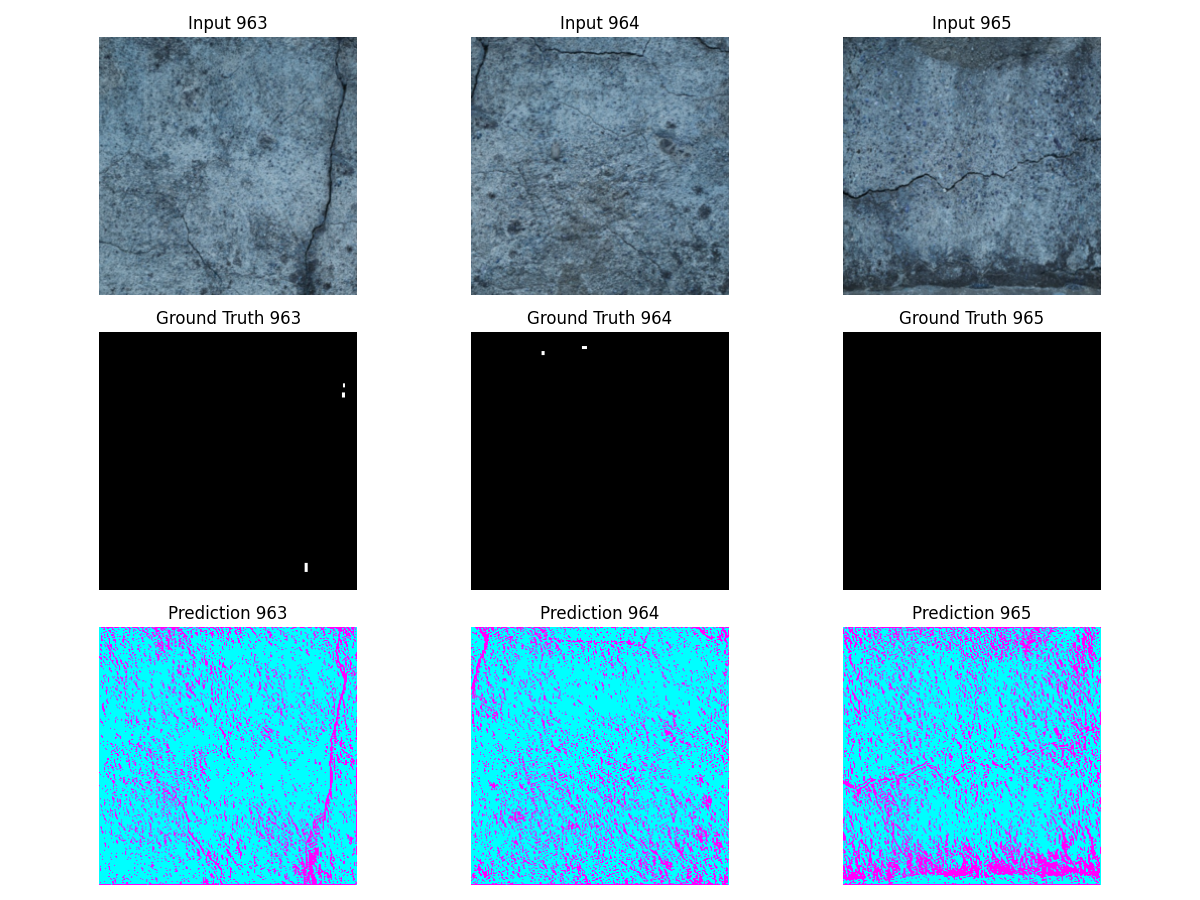 Input 963
Input 964
Input 965
Ground Truth 963
Ground Truth 964
Ground Truth 965
Prediction 963
Prediction 964
Prediction 965